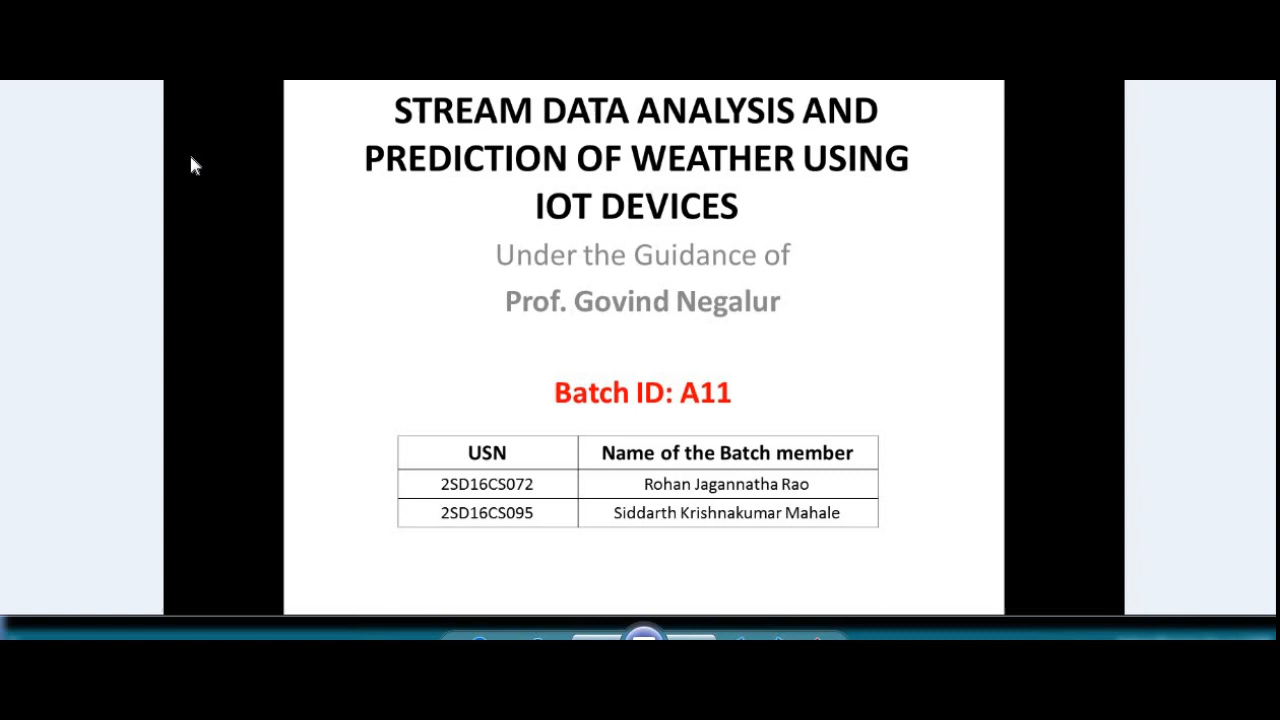 STREAM DATA ANALYSIS AND
PREDICTION OF WEATHER USING
IOT DEVICES
Under the Guidance of
Prof. Govind Negalur
Batch ID: A11
USN Name of the Batch member
2SD16CS072 Rohan Jagannatha Rao
2SD16CS095 Siddarth Krishnakumar Mahale